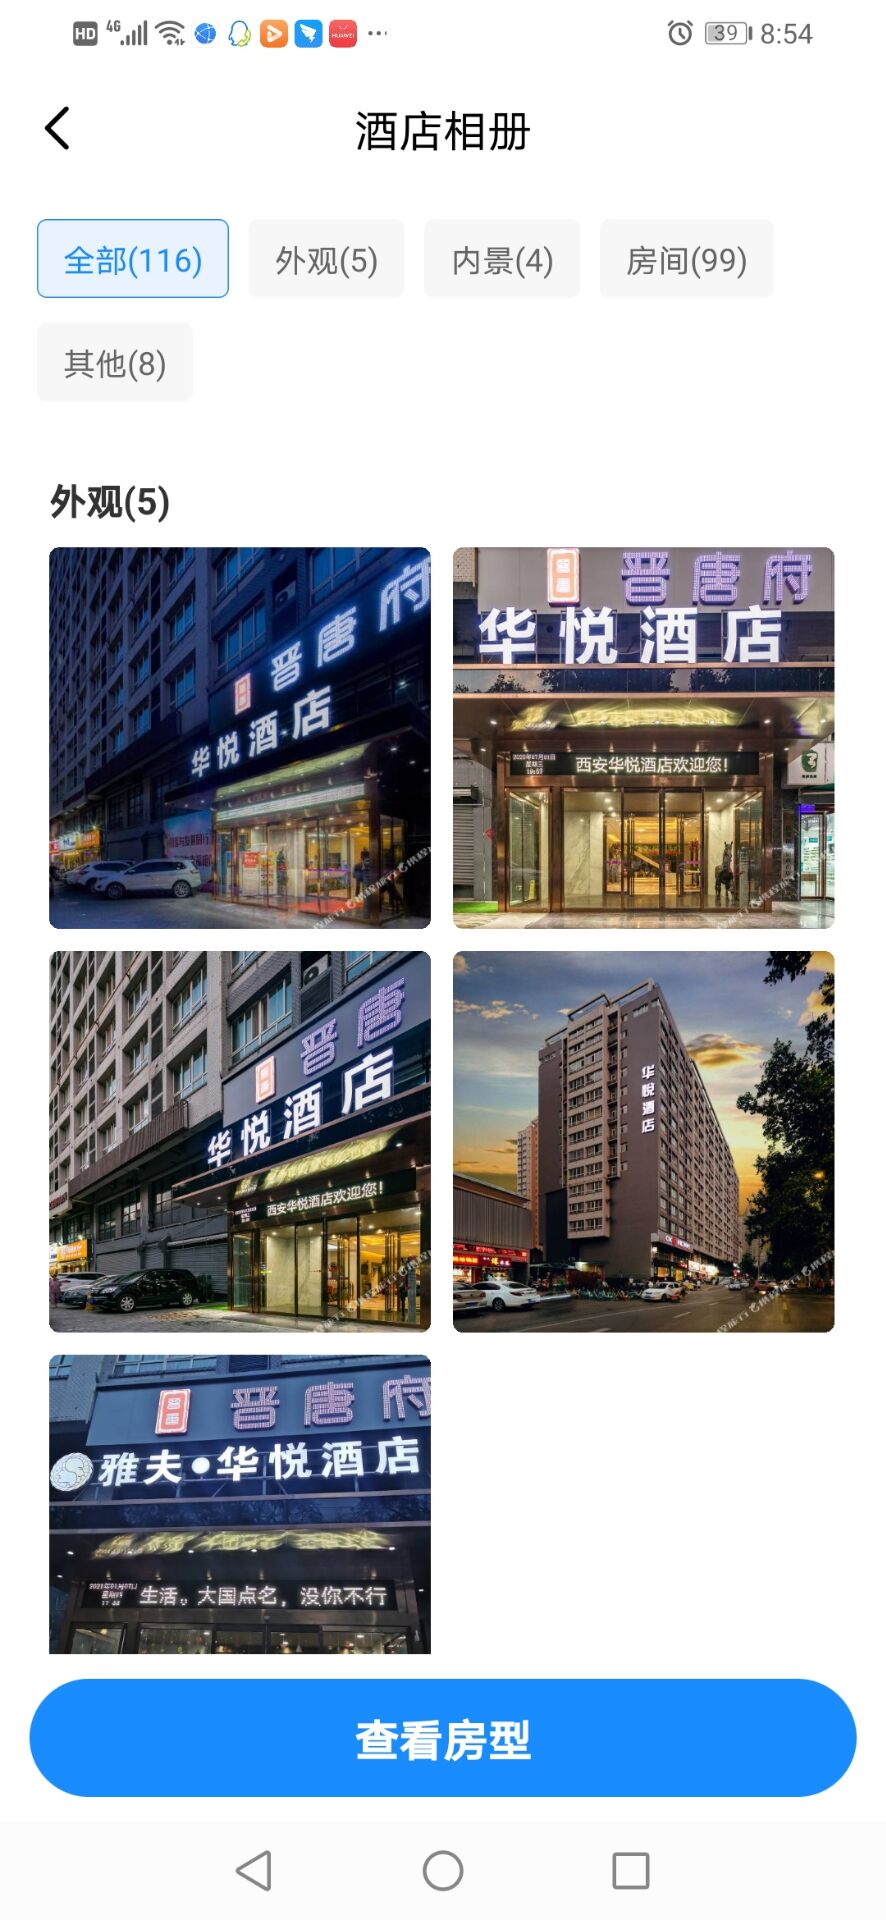 HD 4G HUAWEI 39 8:54
酒店相册
全部(116) 外观(5) 内景(4) 房间(99)
其他(8)
外观(5)
晋唐府
华悦酒店
晋唐府
华悦酒店
西安华悦酒店欢迎您!
晋唐
华悦酒店
西安华悦酒店欢迎您!
华悦酒店
晋唐府
雅夫·华悦酒店
生活。大国点名，没你不行
查看房型